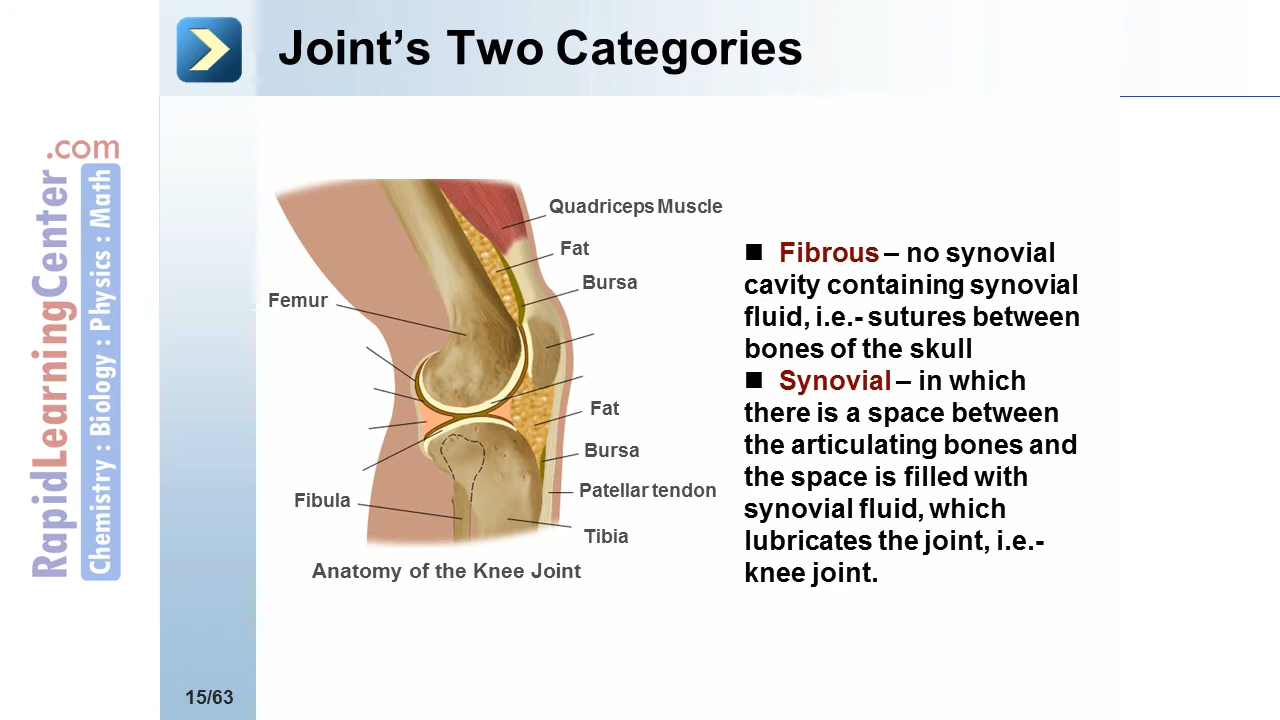 Joint’s Two Categories
.com
RapidLearningCenter
Chemistry : Biology : Physics : Math
Quadriceps Muscle
Fat
Bursa
Femur
Fat
Bursa
Patellar tendon
Fibula
Tibia
Anatomy of the Knee Joint
■ Fibrous – no synovial
cavity containing synovial
fluid, i.e.- sutures between
bones of the skull
■ Synovial – in which
there is a space between
the articulating bones and
the space is filled with
synovial fluid, which
lubricates the joint, i.e.-
knee joint.
15/63